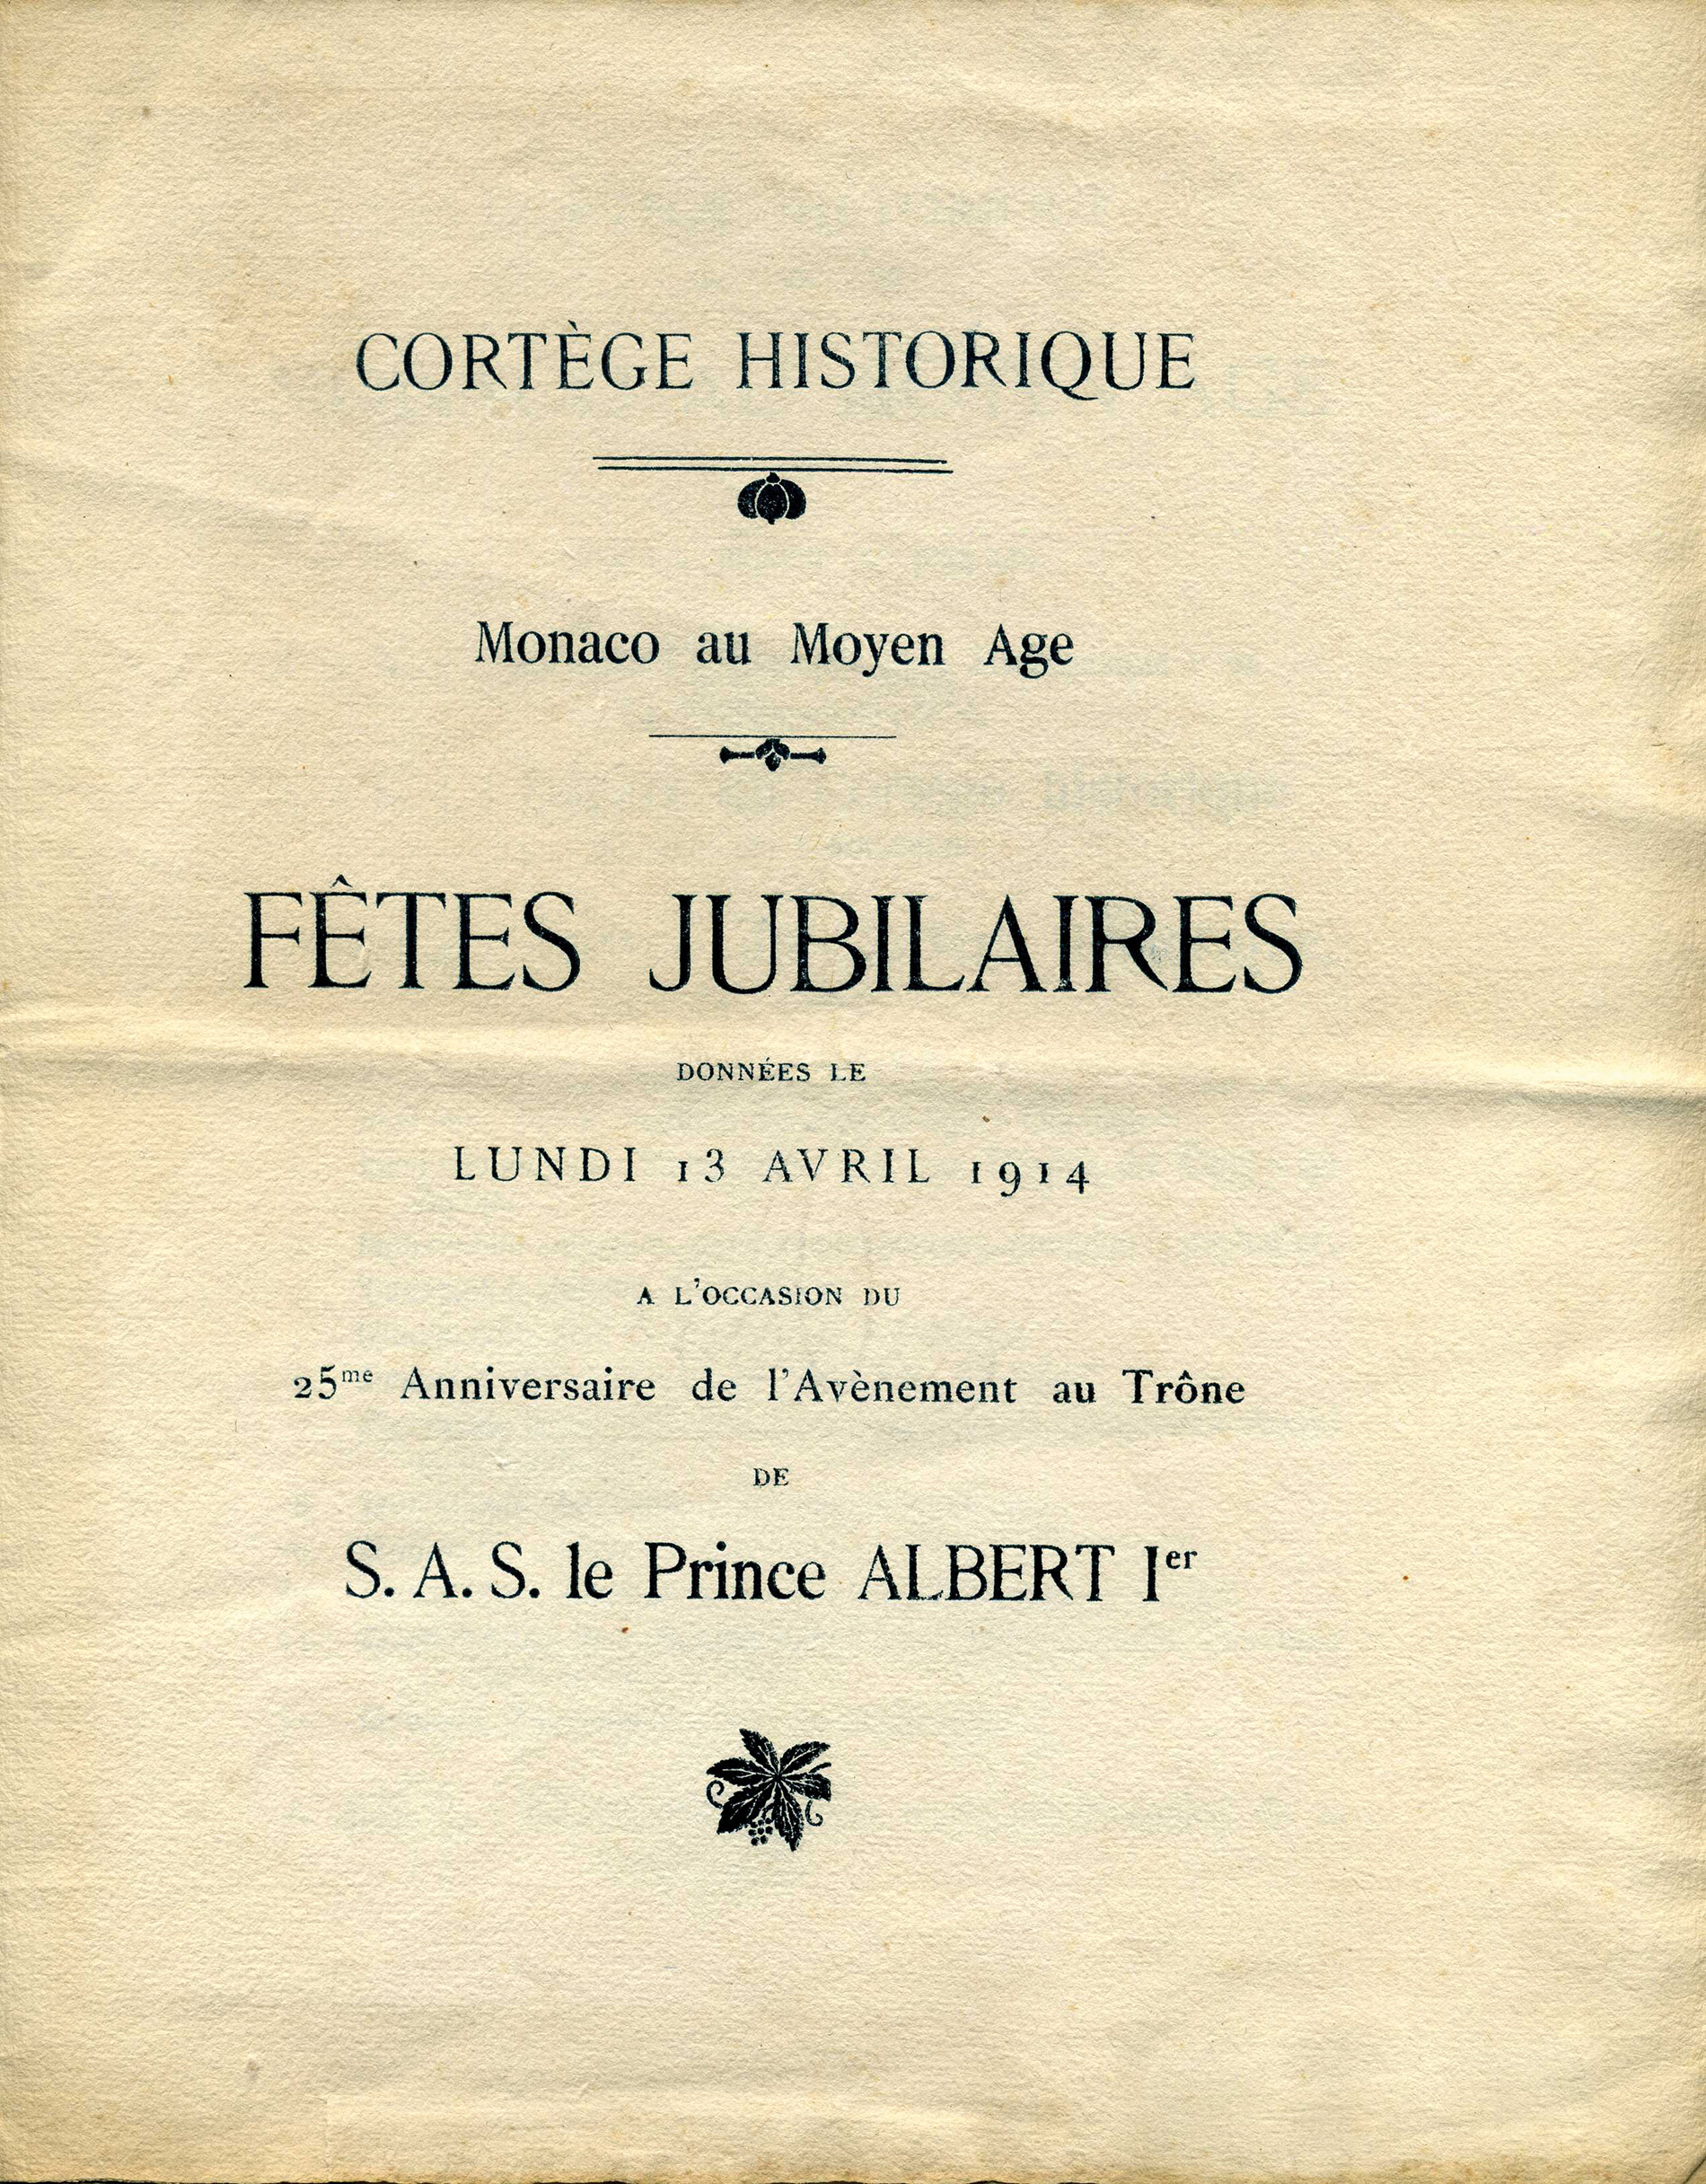 CORTÈGE HISTORIQUE
Monaco au Moyen Age
FÊTES JUBILAIRES
DONNÉES LE
LUNDI 13 AVRIL 1914
A L'OCCASION DU
25me Anniversaire de l'Avènement au Trône
DE
S. A. S. le Prince ALBERT Ier